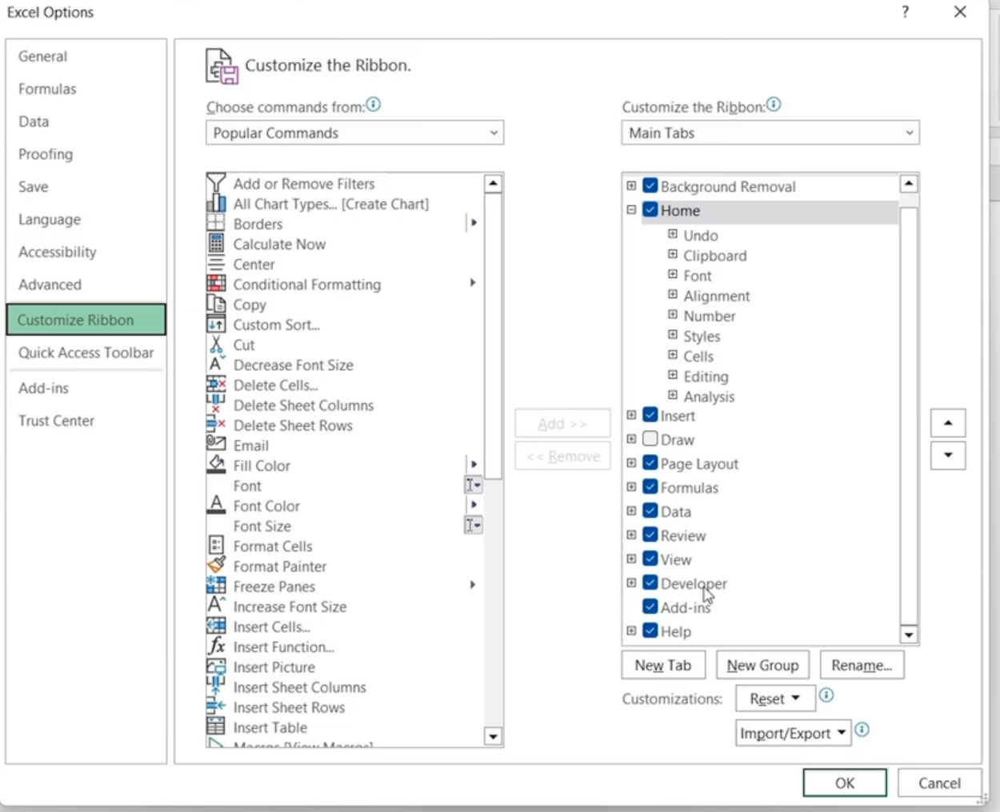 Excel Options
?
General
Formulas
Data
Proofing
Save
Language
Accessibility
Advanced
Customize Ribbon
Quick Access Toolbar
Add-ins
Trust Center
Customize the Ribbon.
Choose commands from:
Popular Commands
Add or Remove Filters
All Chart Types... [Create Chart]
Borders
Calculate Now
Center
Conditional Formatting
Copy
Custom Sort...
Cut
Decrease Font Size
Delete Cells...
Delete Sheet Columns
Delete Sheet Rows
Email
Fill Color
Font
Font Color
Font Size
Format Cells
Format Painter
Freeze Panes
Increase Font Size
Insert Cells...
Insert Function...
Insert Picture
Insert Sheet Columns
Insert Sheet Rows
Insert Table
Macros [View Macros]
Add >>
<< Remove
Customize the Ribbon:
Main Tabs
Background Removal
Home
Undo
Clipboard
Font
Alignment
Number
Styles
Cells
Editing
Analysis
Insert
Draw
Page Layout
Formulas
Data
Review
View
Developer
Add-ins
Help
New Tab
New Group
Rename...
Customizations:
Reset
Import/Export
OK
Cancel